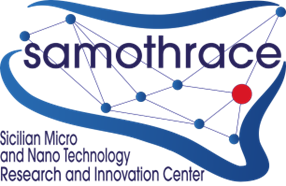 samothrace
Sicilian Micro
and Nano Technology
Research and Innovation Center